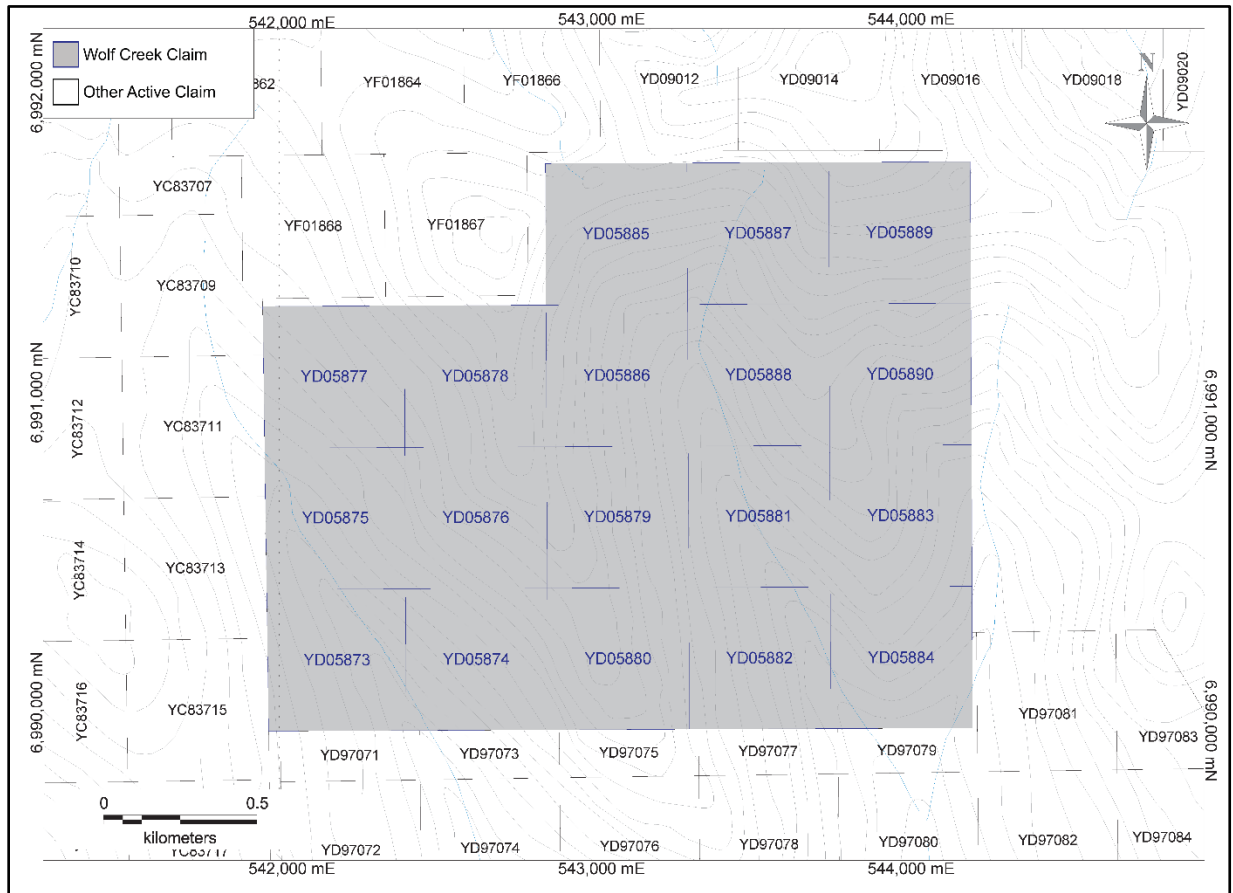 542,000 mE 543,000 mE 544,000 mE
Wolf Creek Claim
Other Active Claim
N
6,992,000 mN
862 YF01864 YF01866 YD09012 YD09014 YD09016 YD09018 YD09020
YC83707
YF01868 YF01867 YD05885 YD05887 YD05889
YC83710 YC83709
6,991,000 mN YD05877 YD05878 YD05886 YD05888 YD05890 6,991,000 mN
YC83712 YC83711
YD05875 YD05876 YD05879 YD05881 YD05883
YC83714 YC83713
YD05873 YD05874 YD05880 YD05882 YD05884
6,990,000 mN YC83716 YC83715 YD97081 6,990,000 mN
YD97083
YD97071 YD97073 YD97075 YD97077 YD97079
0 0.5
kilometers
YC83717 YD97072 YD97074 YD97076 YD97078 YD97080 YD97082 YD97084
542,000 mE 543,000 mE 544,000 mE